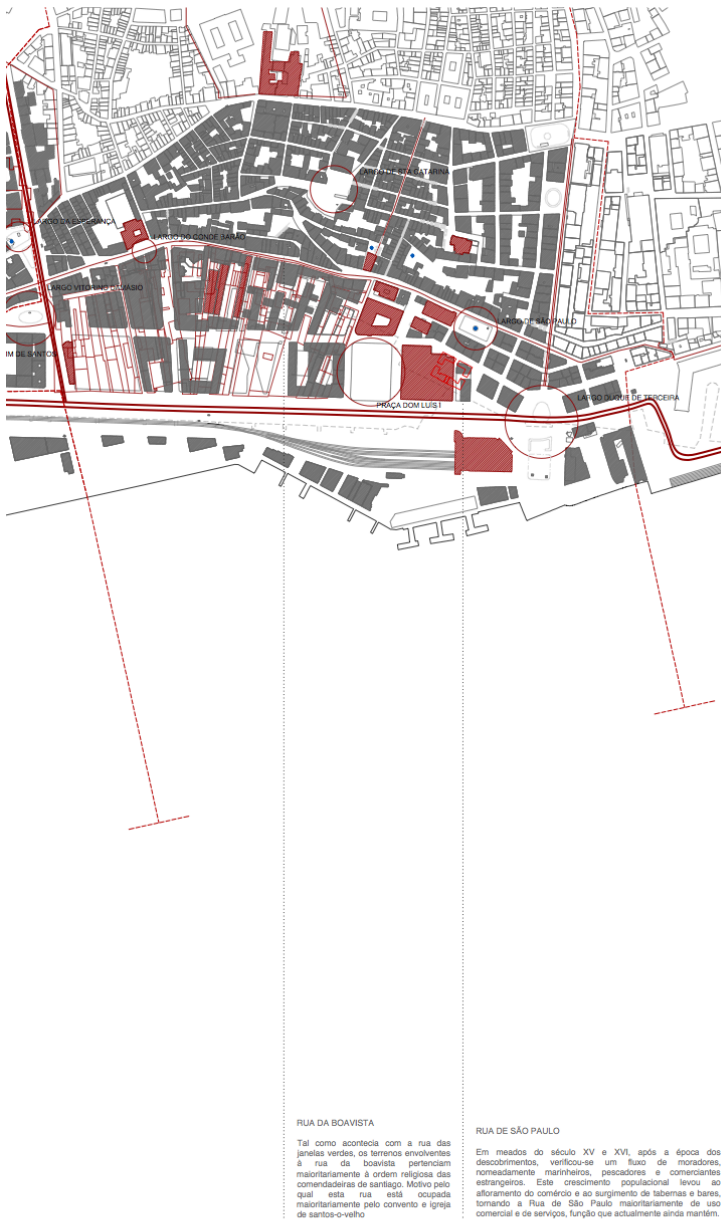 LARGO DE STA CATARINA
LARGO DA ESPERANÇA
LARGO DO CONDE BARÃO
LARGO VITORINO DAMÁSIO
LARGO DE SÃO PAULO
IM DE SANTOS
LARGO DUQUE DE TERCEIRA
PRAÇA DOM LUÍS I
RUA DA BOAVISTA
Tal como acontecia com a rua das
janelas verdes, os terrenos envolventes
à rua da boavista pertenciam
maioritariamente à ordem religiosa das
comendadeiras de santiago. Motivo pelo
qual esta rua está ocupada
maioritariamente pelo convento e igreja
de santos-o-velho
RUA DE SÃO PAULO
Em meados do século XV e XVI, após a época dos
descobrimentos, verificou-se um fluxo de moradores,
nomeadamente marinheiros, pescadores e comerciantes
estrangeiros. Este crescimento populacional levou ao
afloramento do comércio e ao surgimento de tabernas e bares,
tornando a Rua de São Paulo maioritariamente de uso
comercial e de serviços, função que actualmente ainda mantém.